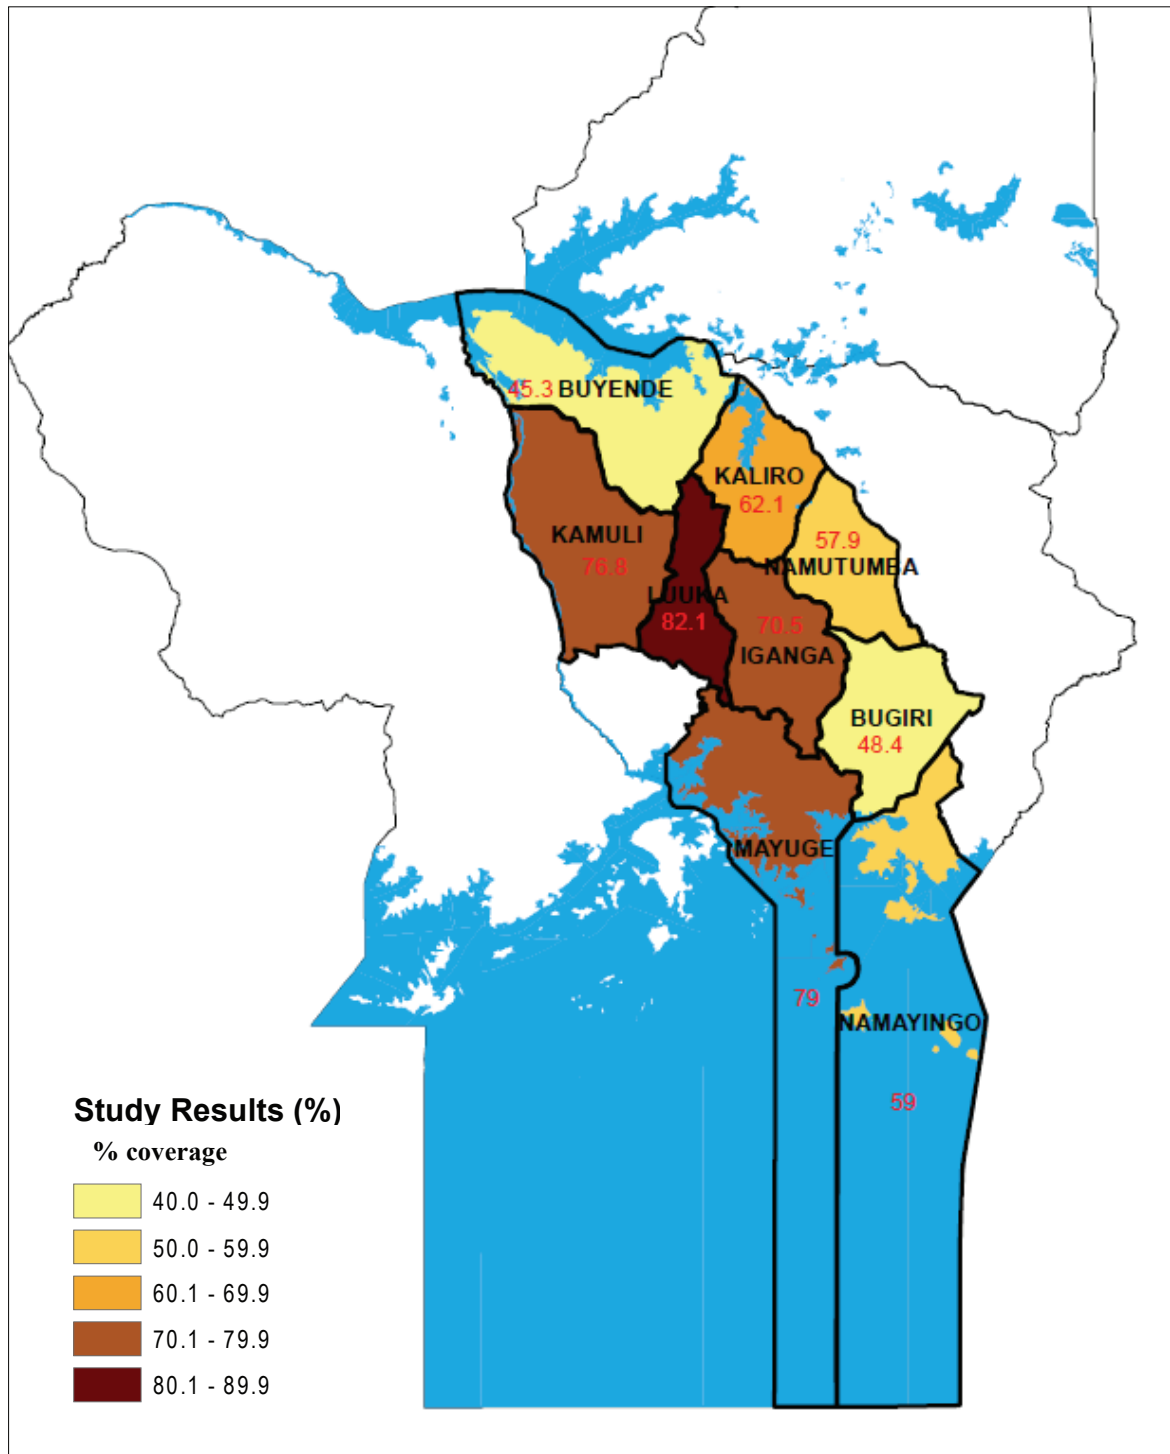 45.3 BUYENDE
KALIRO
62.1
KAMULI
76.8
57.9
NAMUTUMBA
LUUKA
82.1
70.5
IGANGA
BUGIRI
48.4
MAYUGE
79
NAMAYINGO
59
Study Results (%)
% coverage
40.0 - 49.9
50.0 - 59.9
60.1 - 69.9
70.1 - 79.9
80.1 - 89.9